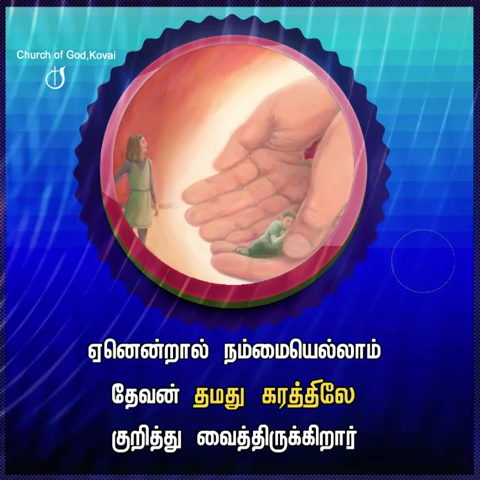 Church of God,Kovai
ஏனென்றால் நம்மையெல்லாம்
தேவன் தமது கரத்திலே
குறித்து வைத்திருக்கிறார்